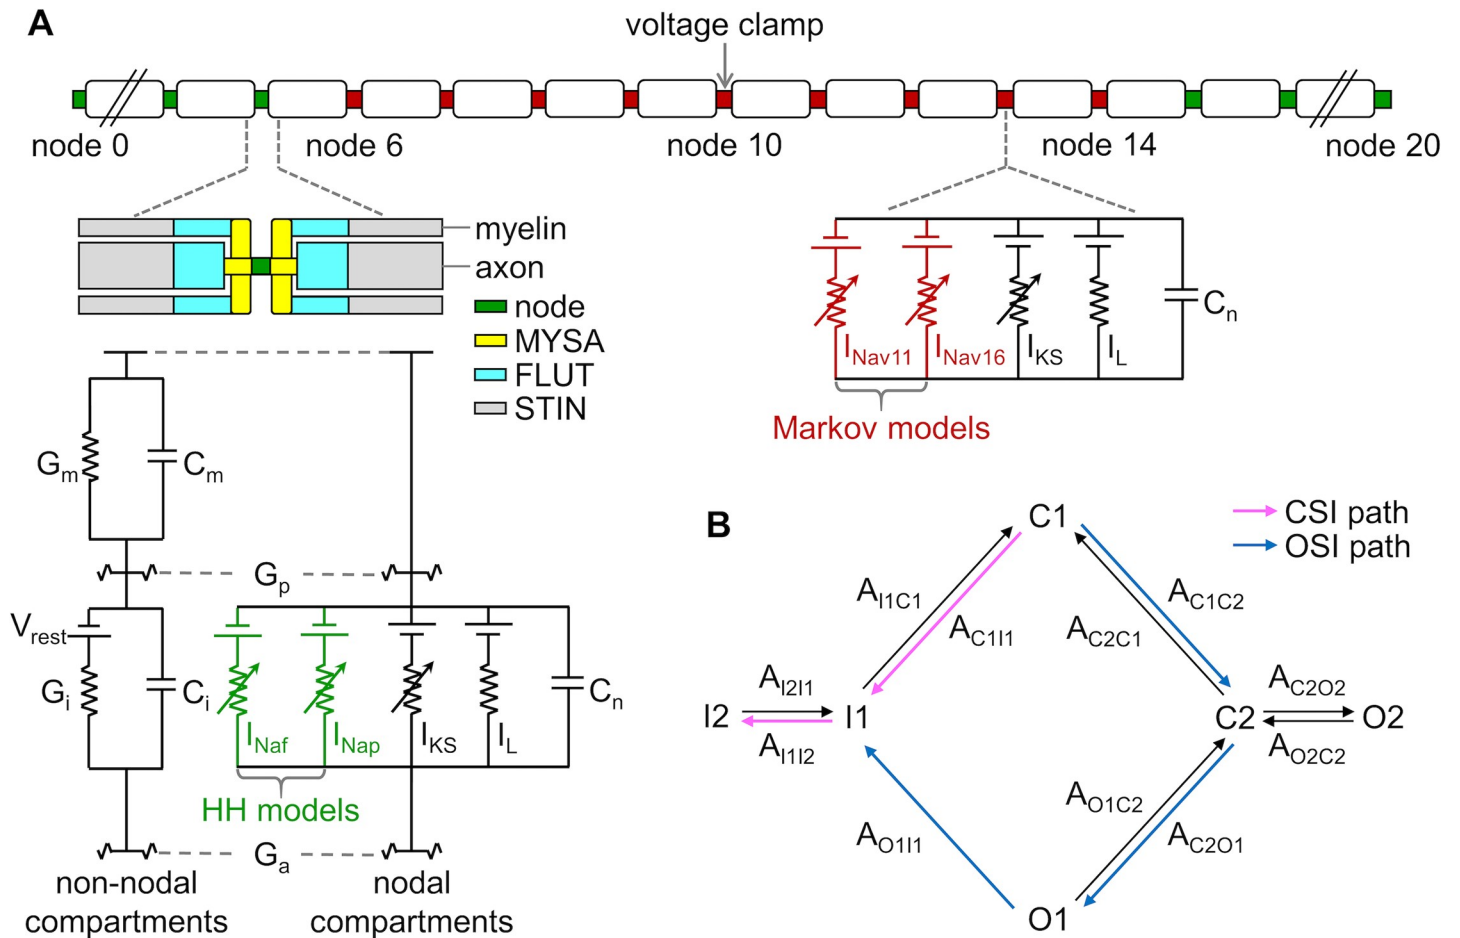 A
voltage clamp
node 0
node 6
node 10
node 14
node 20
myelin
axon
node
MYSA
FLUT
STIN
Gm
Cm
Gp
Vrest
Gi
Ci
INaf
INap
IKS
IL
Cn
HH models
Ga
non-nodal
compartments
nodal
compartments
INav11
INav16
IKS
IL
Cn
Markov models
B
CSI path
OSI path
C1
AI1C1
AC1I1
AC2C1
AC1C2
AI2I1
AC2O2
I2
I1
C2
O2
AI1I2
AO2C2
AO1C2
AO1I1
AC2O1
O1